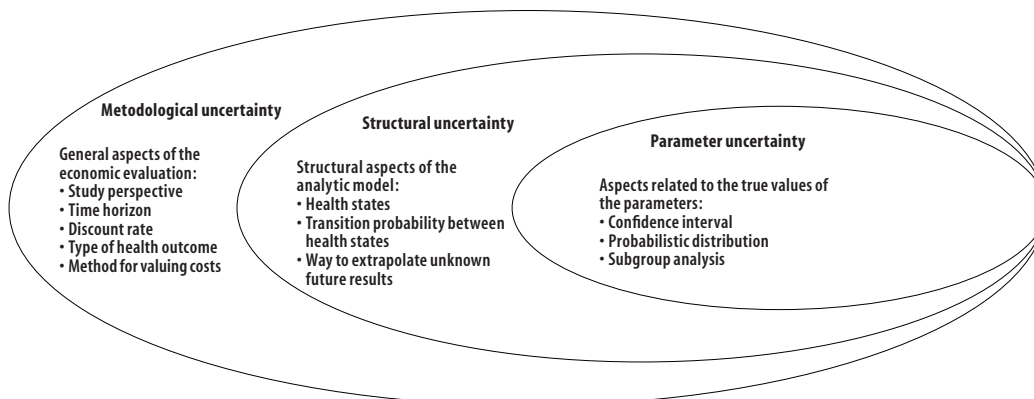 Metodological uncertainty
General aspects of the
economic evaluation:
• Study perspective
• Time horizon
• Discount rate
• Type of health outcome
• Method for valuing costs
Structural uncertainty
Structural aspects of the
analytic model:
• Health states
• Transition probability between
health states
• Way to extrapolate unknown
future results
Parameter uncertainty
Aspects related to the true values of
the parameters:
• Confidence interval
• Probabilistic distribution
• Subgroup analysis